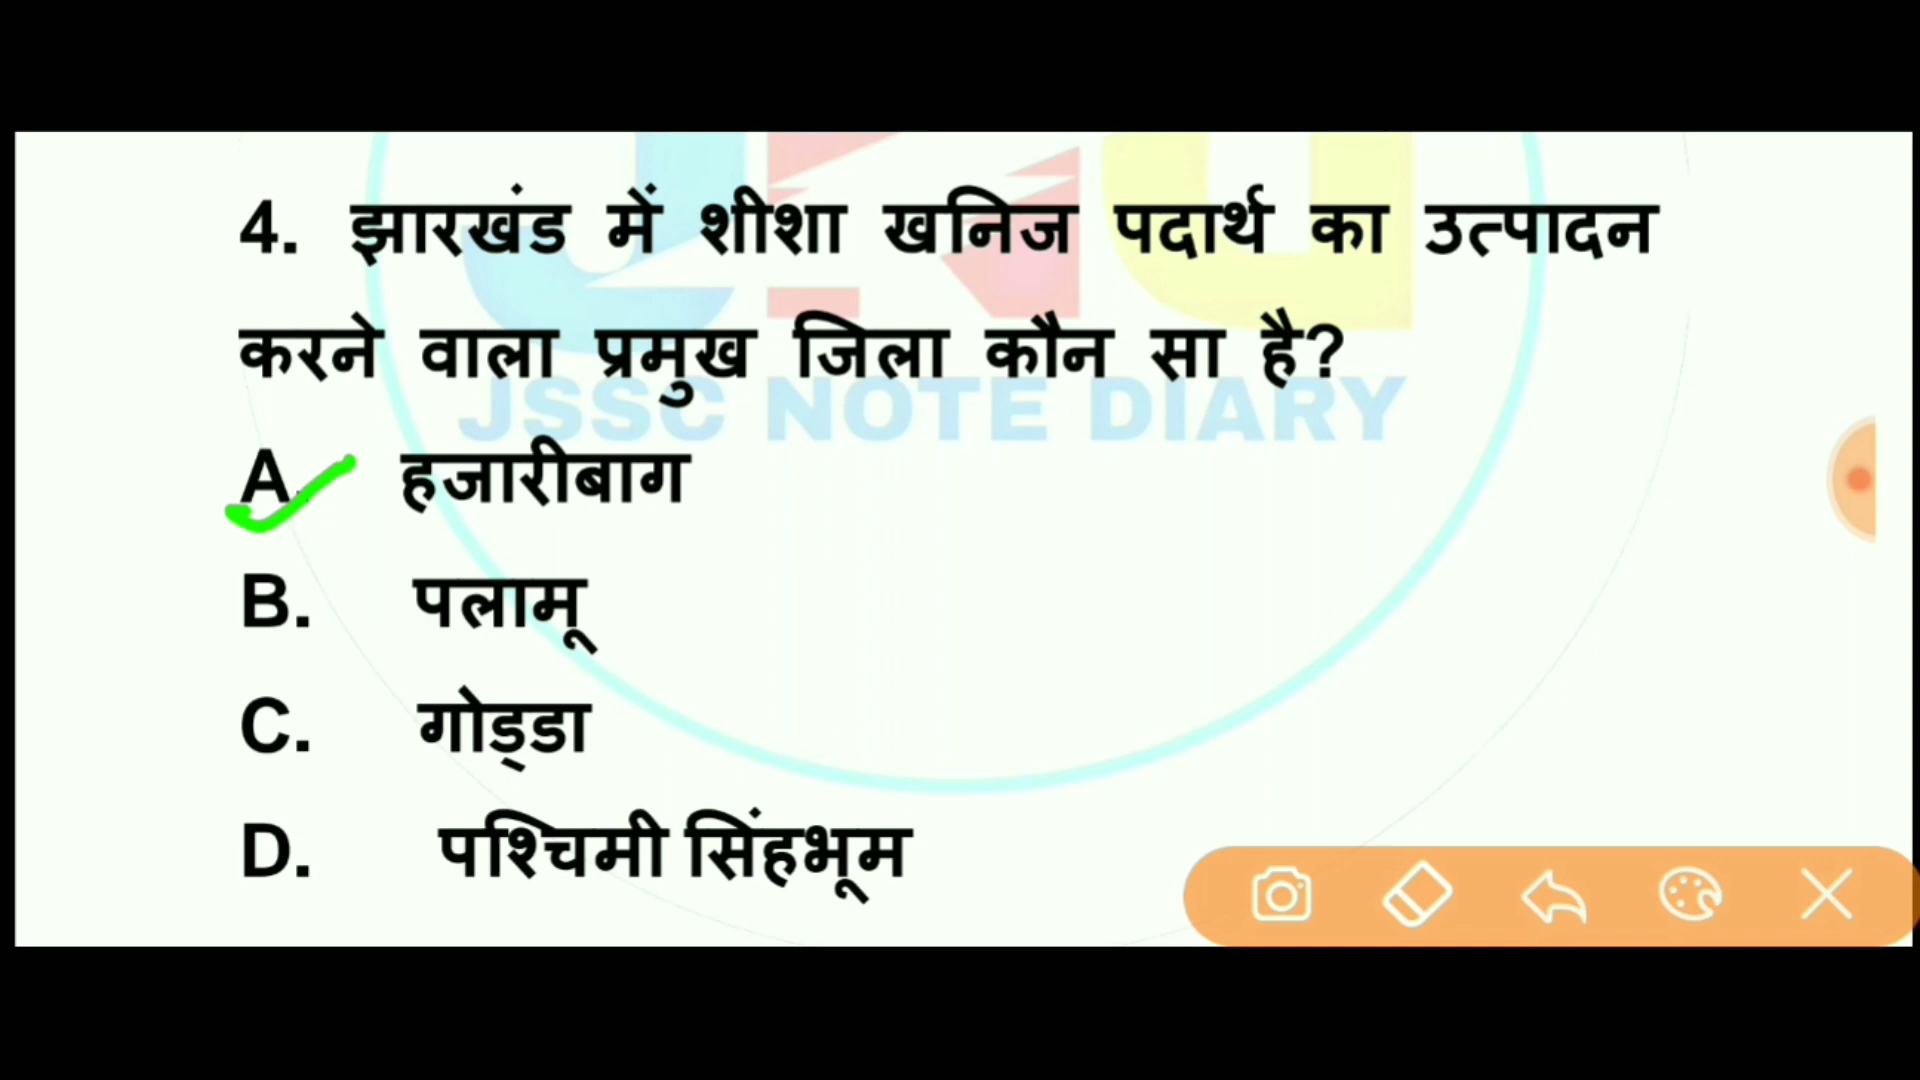 4. झारखंड में शीशा खनिज पदार्थ का उत्पादन
करने वाला प्रमुख जिला कौन सा है?
JSSC NOTE DIARY
A. हजारीबाग
B. पलामू
C. गोड्डा
D. पश्चिमी सिंहभूम